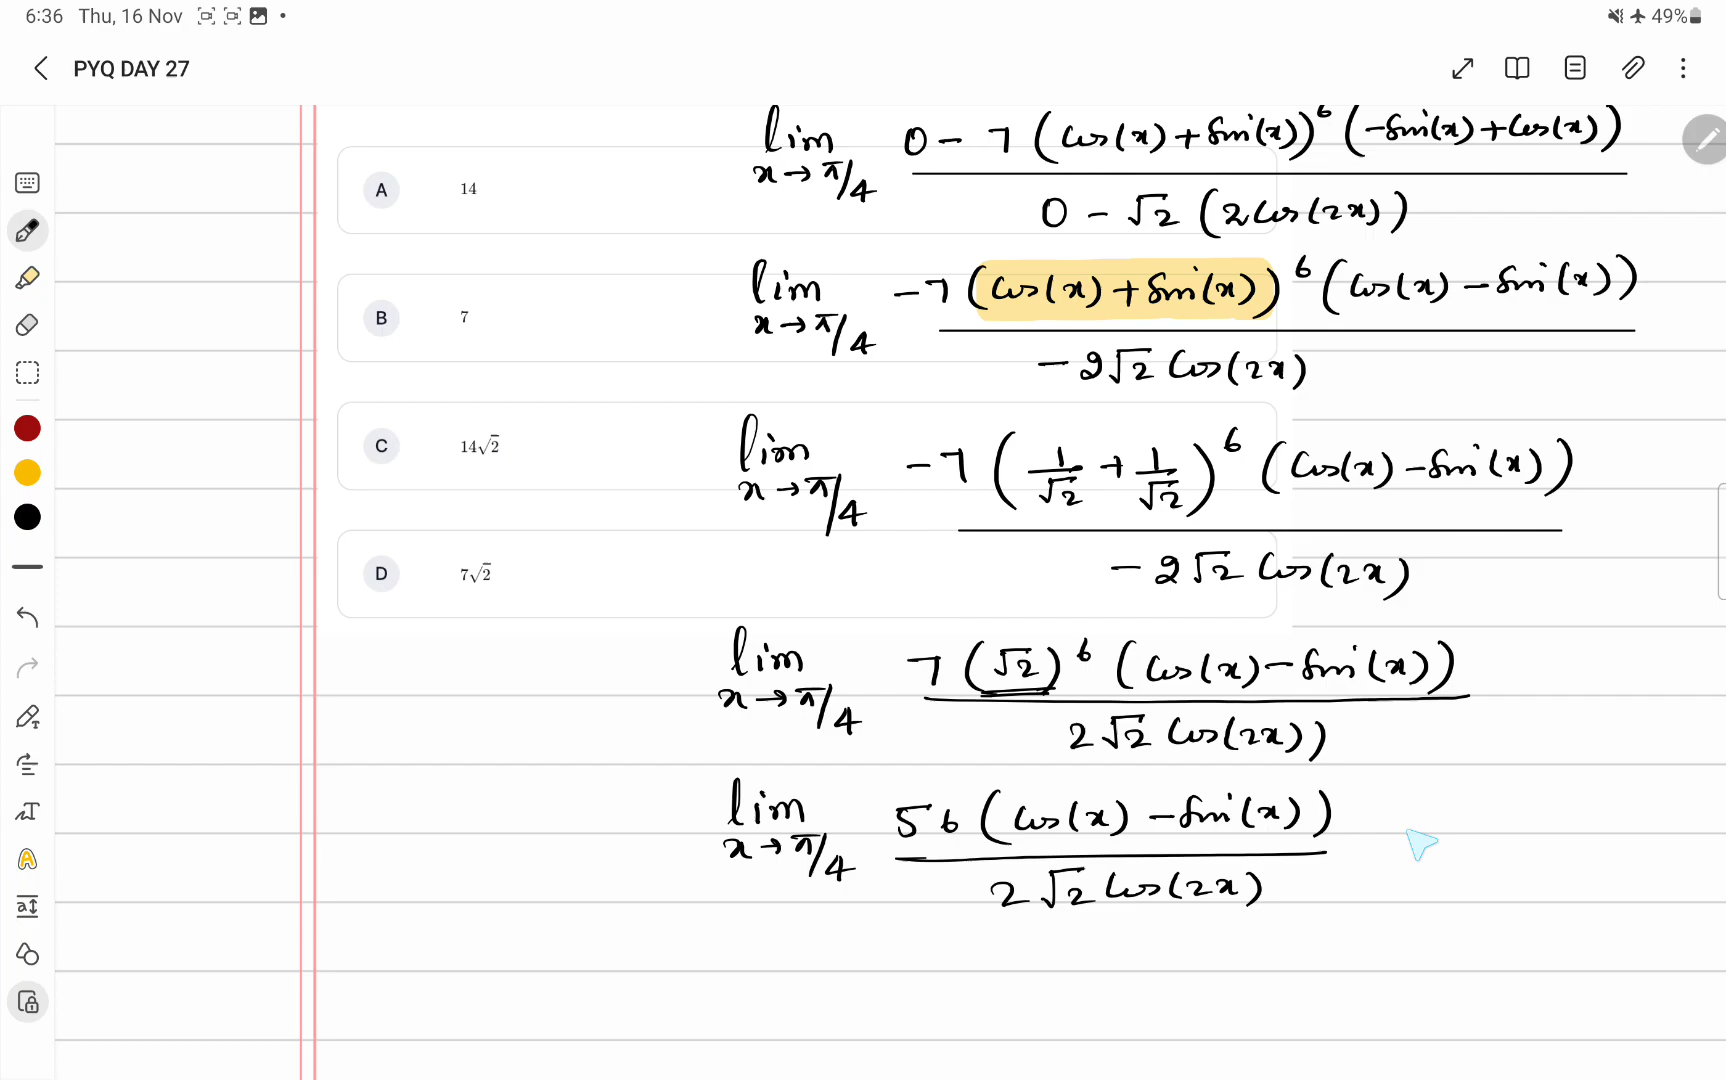 6:36 Thu, 16 Nov 49%
PYQ DAY 27
lim x→π/4 0 - 7 (cos(x) + sin(x))^6 (-sin(x) + cos(x)) / 0 - √2 (2cos(2x))
A 14
lim x→π/4 -7 (cos(x) + sin(x))^6 (cos(x) - sin(x)) / -2√2 cos(2x)
B 7
lim x→π/4 -7 (1/√2 + 1/√2)^6 (cos(x) - sin(x)) / -2√2 cos(2x)
C 14√2
D 7√2
lim x→π/4 7 (√2)^6 (cos(x) - sin(x)) / 2√2 cos(2x))
lim x→π/4 56 (cos(x) - sin(x)) / 2√2 cos(2x)